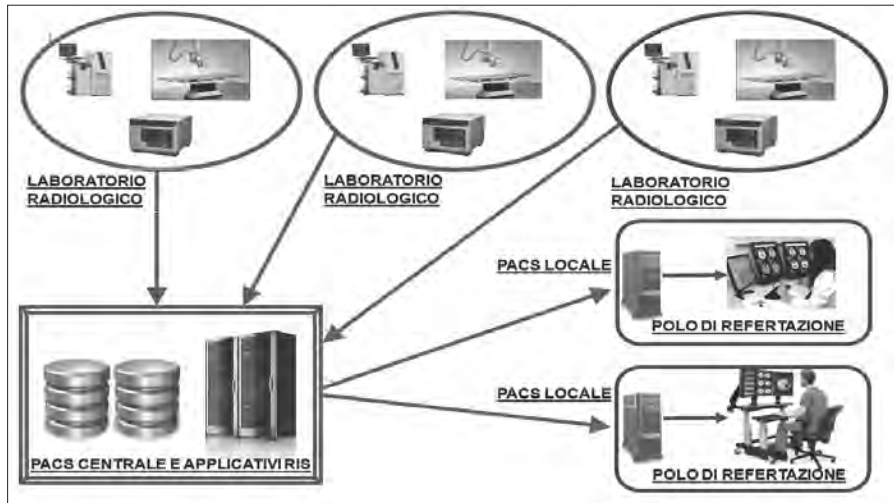 LABORATORIO
RADIOLOGICO
LABORATORIO
RADIOLOGICO
LABORATORIO
RADIOLOGICO
PACS LOCALE
POLO DI REFERTAZIONE
PACS LOCALE
POLO DI REFERTAZIONE
PACS CENTRALE E APPLICATIVI RIS